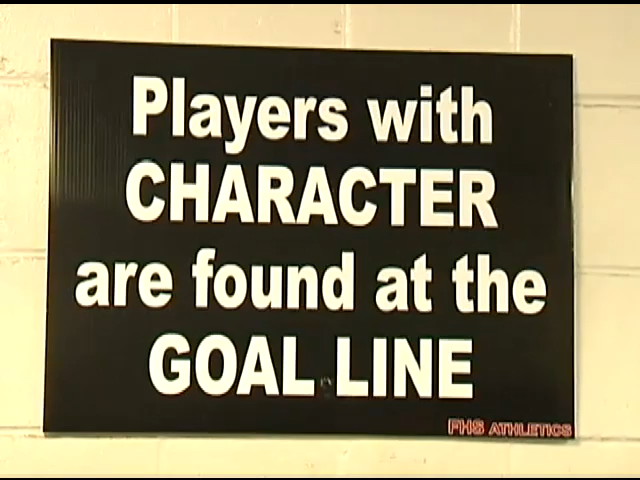 Players with
CHARACTER
are found at the
GOAL LINE
FHS ATHLETICS